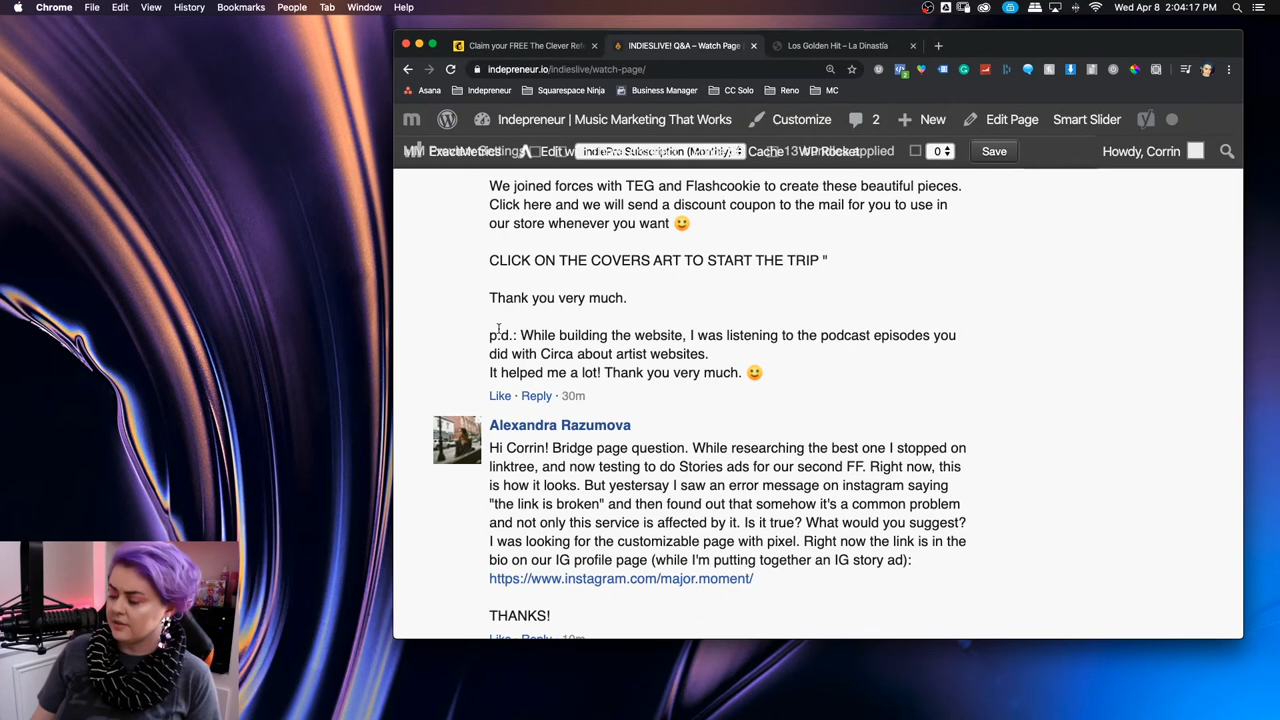 Chrome File Edit View History Bookmarks People Tab Window Help
Wed Apr 8 2:04:17 PM
Claim your FREE The Clever Ref
INDIESLIVE! Q&A – Watch Page
Los Golden Hit – La Dinastía
indepreneur.io/indieslive/watch-page/
Asana Indepreneur Squarespace Ninja Business Manager CC Solo Reno MC
Indepreneur | Music Marketing That Works Customize 2 New Edit Page Smart Slider
Edit wi Cache WP Rocket 13 applied 0 Save Howdy, Corrin
We joined forces with TEG and Flashcookie to create these beautiful pieces.
Click here and we will send a discount coupon to the mail for you to use in
our store whenever you want
CLICK ON THE COVERS ART TO START THE TRIP "
Thank you very much.
p.d.: While building the website, I was listening to the podcast episodes you
did with Circa about artist websites.
It helped me a lot! Thank you very much.
Like · Reply · 30m
Alexandra Razumova
Hi Corrin! Bridge page question. While researching the best one I stopped on
linktree, and now testing to do Stories ads for our second FF. Right now, this
is how it looks. But yestersay I saw an error message on instagram saying
"the link is broken" and then found out that somehow it's a common problem
and not only this service is affected by it. Is it true? What would you suggest?
I was looking for the customizable page with pixel. Right now the link is in the
bio on our IG profile page (while I'm putting together an IG story ad):
https://www.instagram.com/major.moment/
THANKS!
Like · Reply · 10m